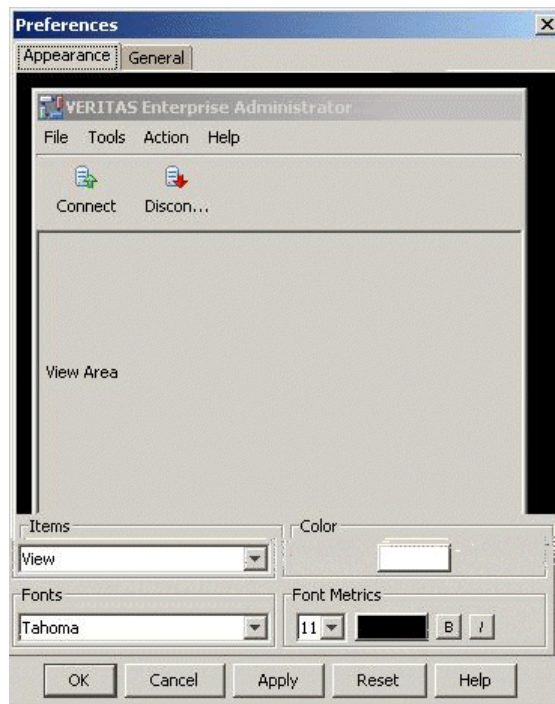 Preferences
Appearance General
VERITAS Enterprise Administrator
File Tools Action Help
Connect Discon...
View Area
Items Color
View
Fonts Font Metrics
Tahoma 11 B I
OK Cancel Apply Reset Help